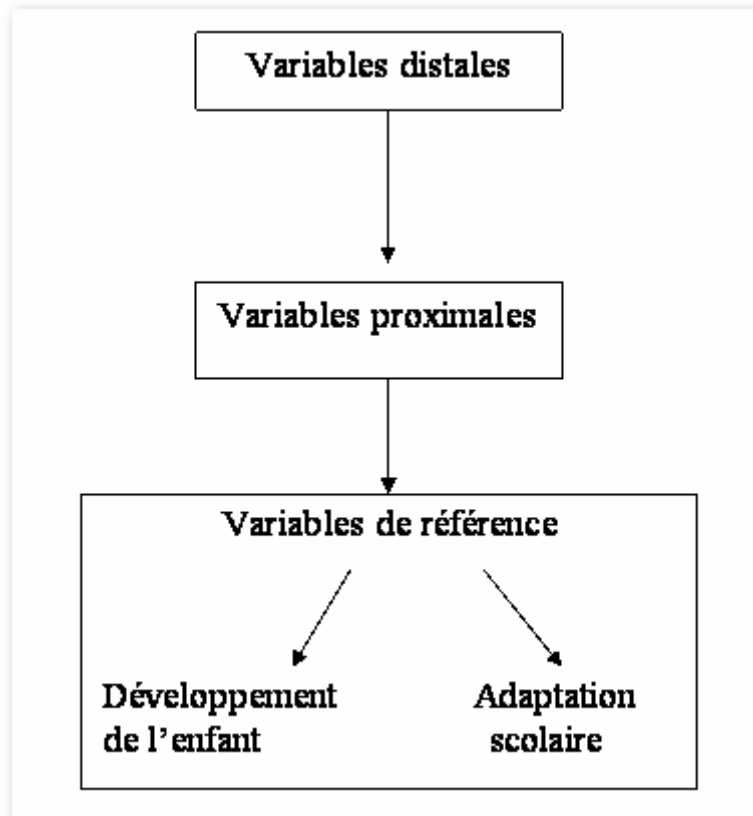 Variables distales
Variables proximales
Variables de référence
Développement
de l’enfant
Adaptation
scolaire